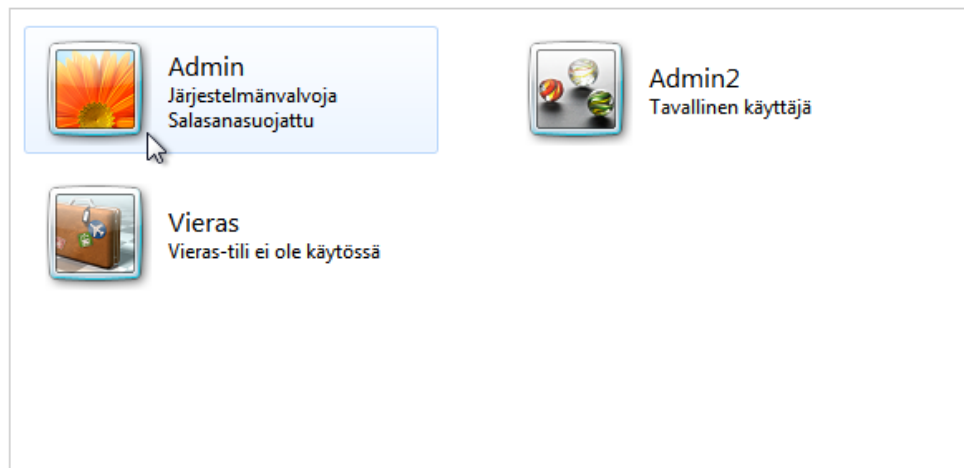 Admin
Järjestelmänvalvoja
Salasanasuojattu
Admin2
Tavallinen käyttäjä
Vieras
Vieras-tili ei ole käytössä